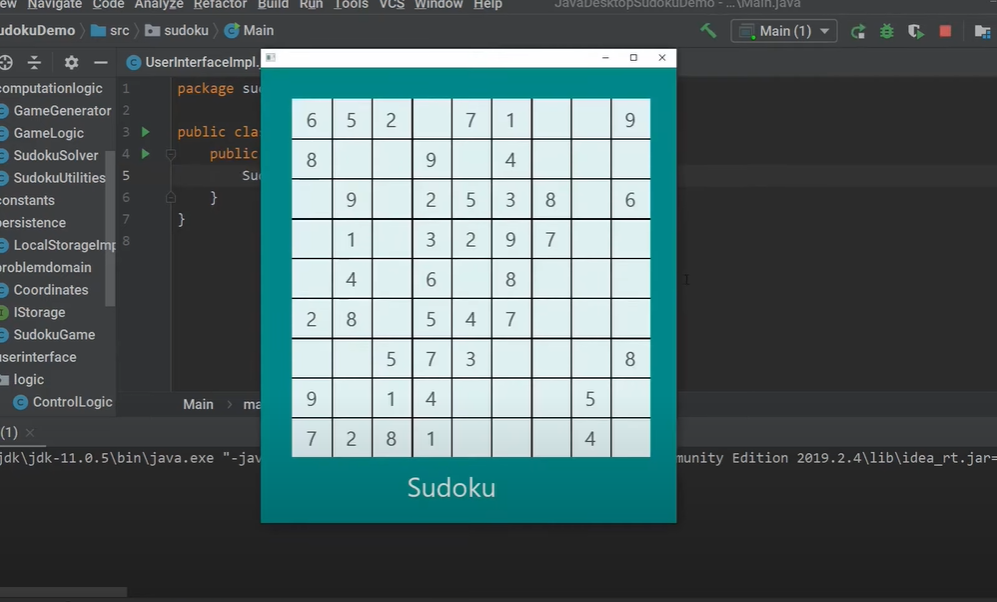 ew Navigate Code Analyze Refactor Build Run Tools VCS Window Help JavaDesktopSudokuDemo - ...\Main.java
udokuDemo src sudoku Main Main (1)
UserInterfaceImpl.
computationlogic
GameGenerator
GameLogic
SudokuSolver
SudokuUtilities
constants
persistence
LocalStorageImp
problemdomain
Coordinates
IStorage
SudokuGame
userinterface
logic
ControlLogic
1 package su
2
3 public cla
4 public
5 Sud
6 }
7 }
8
6 5 2 7 1 9
8 9 4
9 2 5 3 8 6
1 3 2 9 7
4 6 8
2 8 5 4 7
5 7 3 8
9 1 4 5
7 2 8 1 4
Sudoku
Main > ma
(1) ×
jdk\jdk-11.0.5\bin\java.exe "-jav munity Edition 2019.2.4\lib\idea_rt.jar=